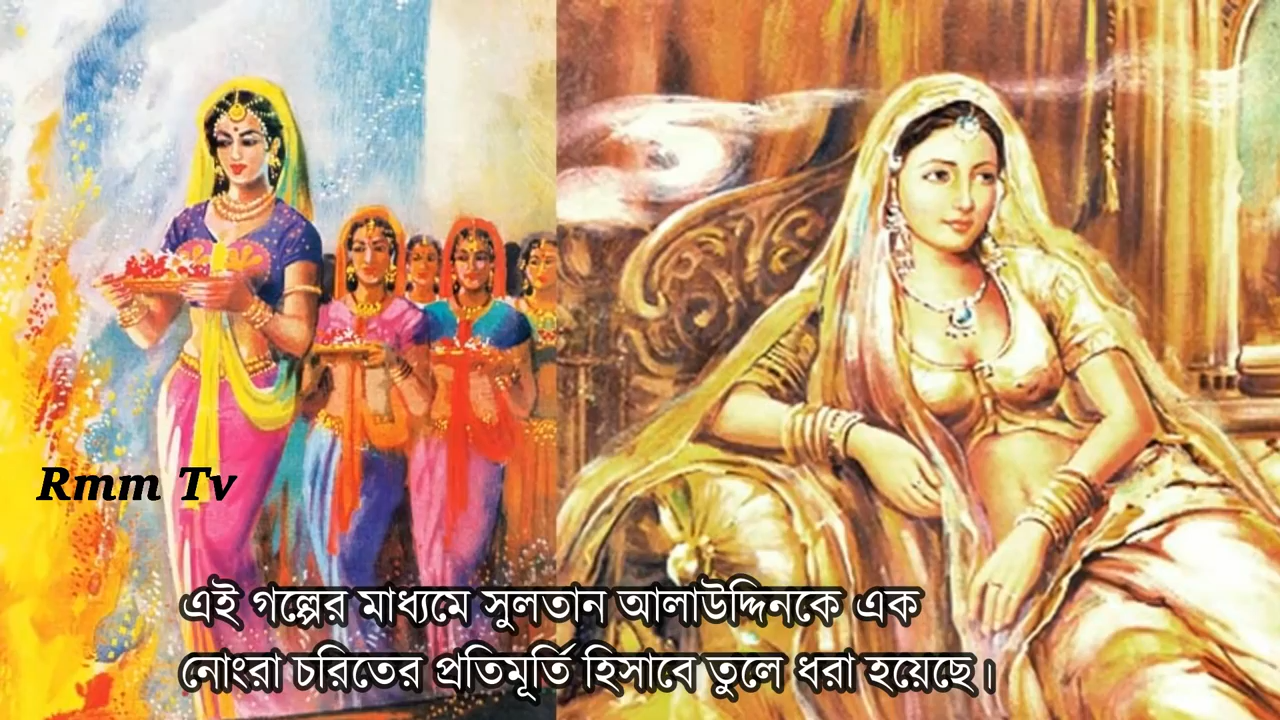 Rmm Tv
এই গল্পের মাধ্যমে সুলতান আলাউদ্দিনকে এক
নোংরা চরিতের প্রতিমূর্তি হিসাবে তুলে ধরা হয়েছে।